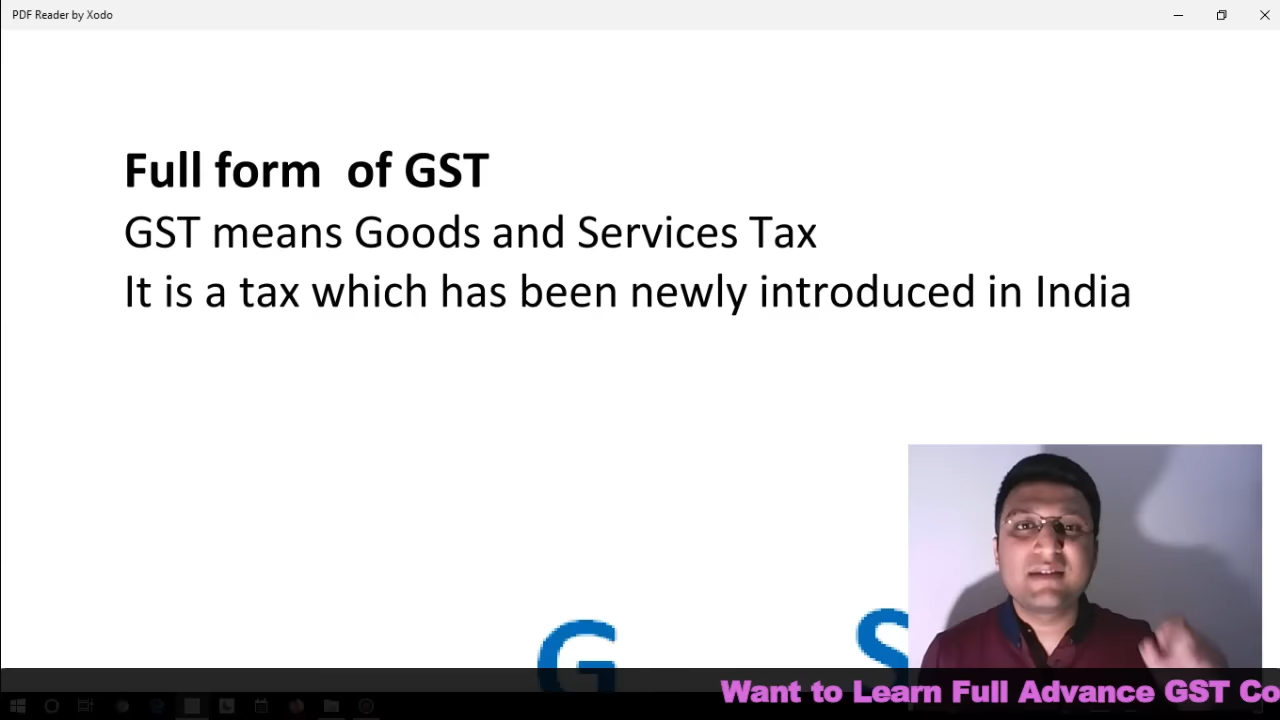 PDF Reader by Xodo
Full form of GST
GST means Goods and Services Tax
It is a tax which has been newly introduced in India
G S
Want to Learn Full Advance GST Co